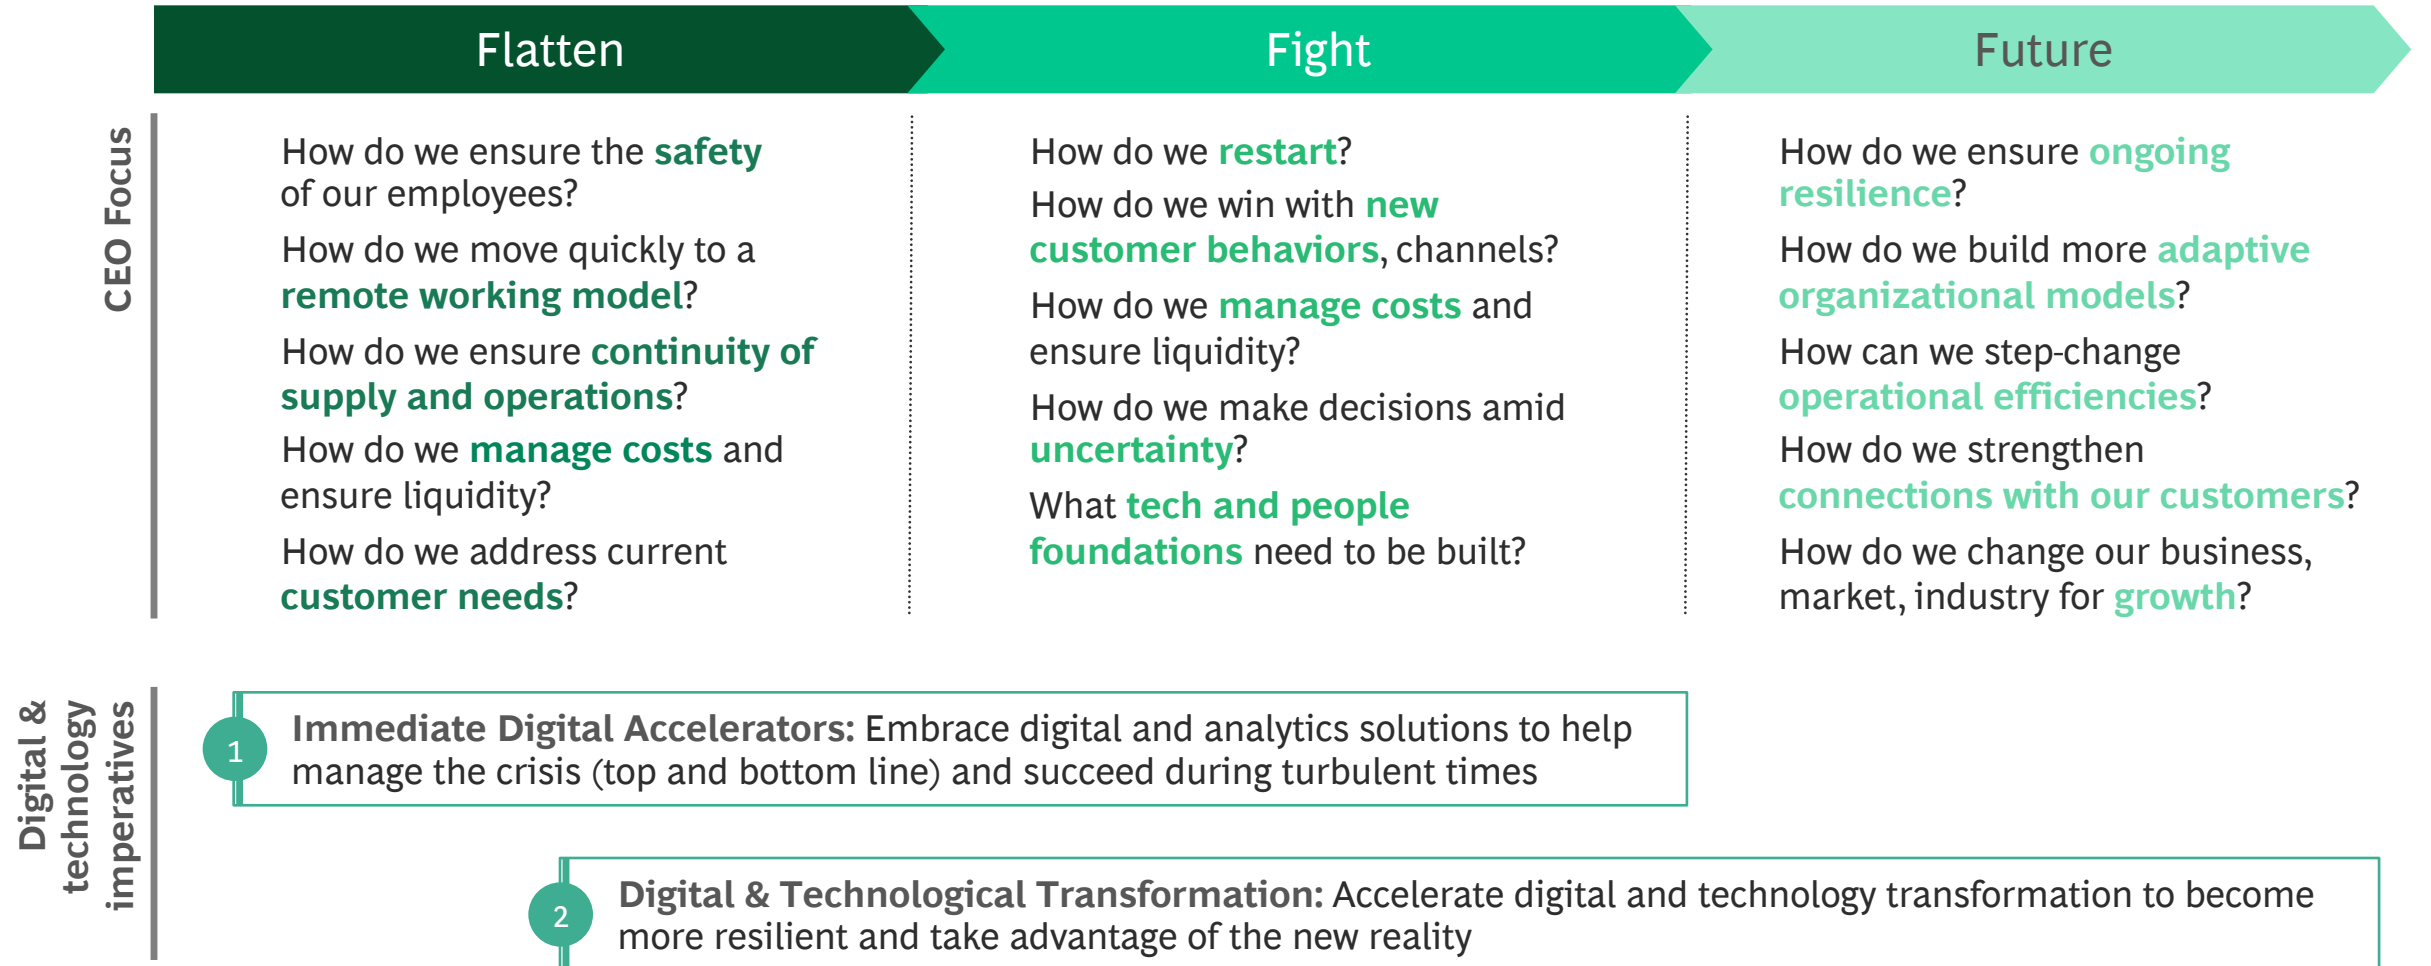 Flatten
Fight
Future
CEO Focus
How do we ensure the safety
of our employees?
How do we move quickly to a
remote working model?
How do we ensure continuity of
supply and operations?
How do we manage costs and
ensure liquidity?
How do we address current
customer needs?
How do we restart?
How do we win with new
customer behaviors, channels?
How do we manage costs and
ensure liquidity?
How do we make decisions amid
uncertainty?
What tech and people
foundations need to be built?
How do we ensure ongoing
resilience?
How do we build more adaptive
organizational models?
How can we step-change
operational efficiencies?
How do we strengthen
connections with our customers?
How do we change our business,
market, industry for growth?
Digital &
technology
imperatives
1
Immediate Digital Accelerators: Embrace digital and analytics solutions to help
manage the crisis (top and bottom line) and succeed during turbulent times
2
Digital & Technological Transformation: Accelerate digital and technology transformation to become
more resilient and take advantage of the new reality